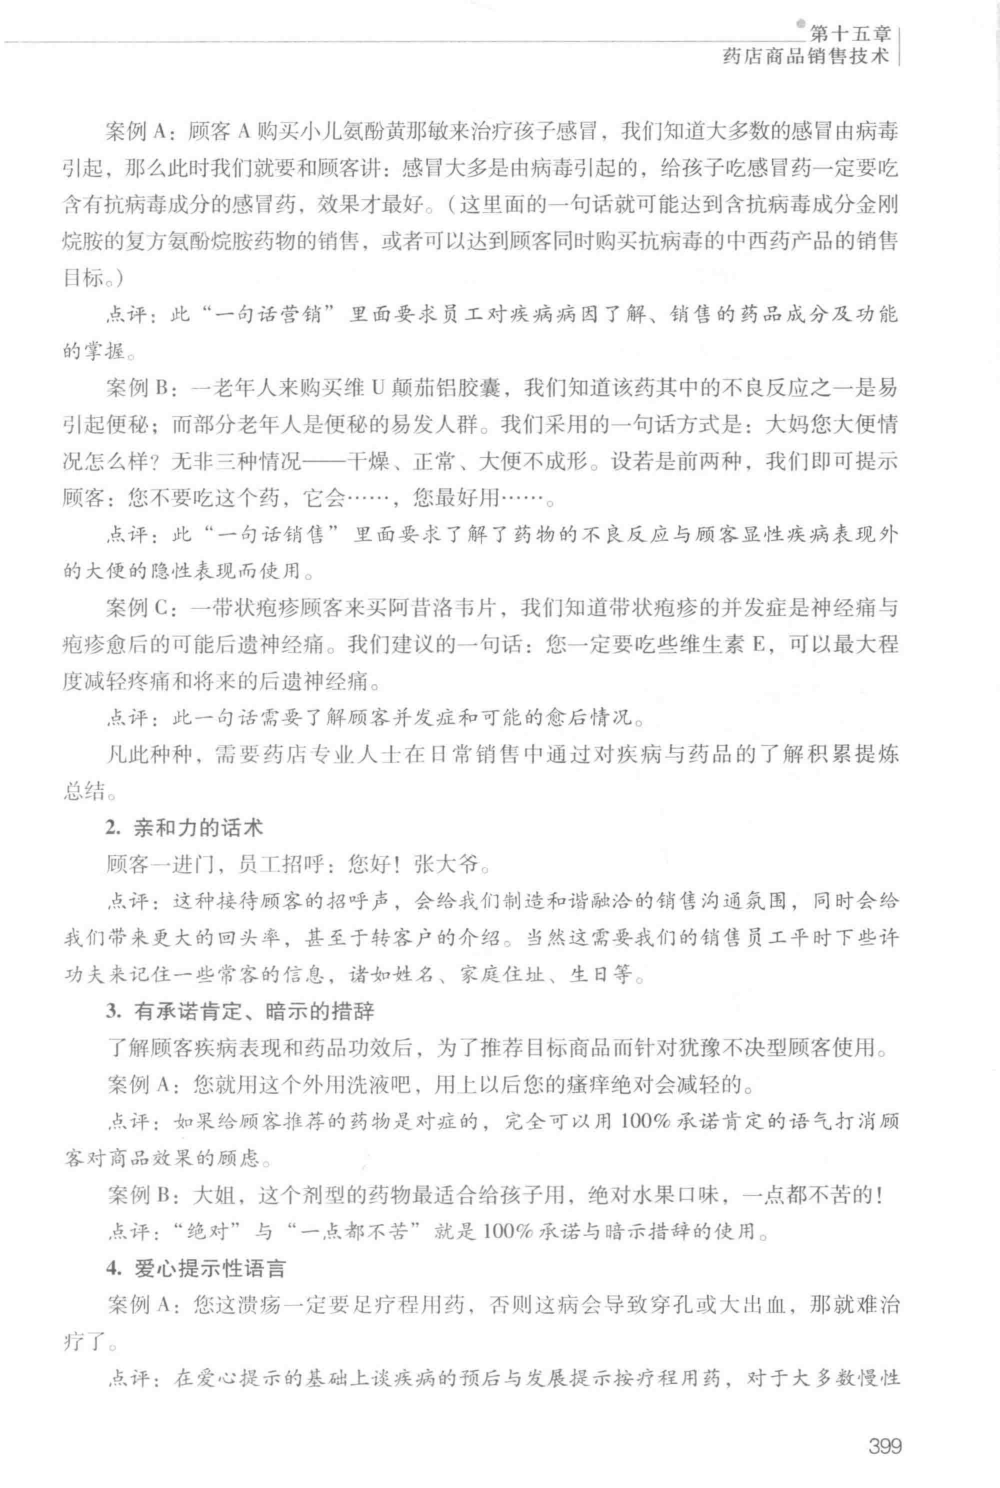 第十五章
药店商品销售技术
案例 A：顾客 A 购买小儿氨酚黄那敏来治疗孩子感冒，我们知道大多数的感冒由病毒
引起，那么此时我们就要和顾客讲：感冒大多是由病毒引起的，给孩子吃感冒药一定要吃
含有抗病毒成分的感冒药，效果才最好。（这里面的一句话就可能达到含抗病毒成分金刚
烷胺的复方氨酚烷胺药物的销售，或者可以达到顾客同时购买抗病毒的中西药产品的销售
目标。）
点评：此“一句话营销”里面要求员工对疾病病因了解、销售的药品成分及功能
的掌握。
案例 B：一老年人来购买维 U 颠茄铝胶囊，我们知道该药其中的不良反应之一是易
引起便秘；而部分老年人是便秘的易发人群。我们采用的一句话方式是：大妈您大便情
况怎么样？无非三种情况——干燥、正常、大便不成形。设若是前两种，我们即可提示
顾客：您不要吃这个药，它会……，您最好用……。
点评：此“一句话销售”里面要求了解了药物的不良反应与顾客显性疾病表现外
的大便的隐性表现而使用。
案例 C：一带状疱疹顾客来买阿昔洛韦片，我们知道带状疱疹的并发症是神经痛与
疱疹愈后的可能后遗神经痛。我们建议的一句话：您一定要吃些维生素 E，可以最大程
度减轻疼痛和将来的后遗神经痛。
点评：此一句话需要了解顾客并发症和可能的愈后情况。
凡此种种，需要药店专业人士在日常销售中通过对疾病与药品的了解积累提炼
总结。
2. 亲和力的话术
顾客一进门，员工招呼：您好！张大爷。
点评：这种接待顾客的招呼声，会给我们制造和谐融洽的销售沟通氛围，同时会给
我们带来更大的回头率，甚至于转客户的介绍。当然这需要我们的销售员工平时下些许
功夫来记住一些常客的信息，诸如姓名、家庭住址、生日等。
3. 有承诺肯定、暗示的措辞
了解顾客疾病表现和药品功效后，为了推荐目标商品而针对犹豫不决型顾客使用。
案例 A：您就用这个外用洗液吧，用上以后您的瘙痒绝对会减轻的。
点评：如果给顾客推荐的药物是对症的，完全可以用 100% 承诺肯定的语气打消顾
客对商品效果的顾虑。
案例 B：大姐，这个剂型的药物最适合给孩子用，绝对水果口味，一点都不苦的！
点评：“绝对”与“一点都不苦”就是 100% 承诺与暗示措辞的使用。
4. 爱心提示性语言
案例 A：您这溃疡一定要足疗程用药，否则这病会导致穿孔或大出血，那就难治
疗了。
点评：在爱心提示的基础上谈疾病的预后与发展提示按疗程用药，对于大多数慢性
399